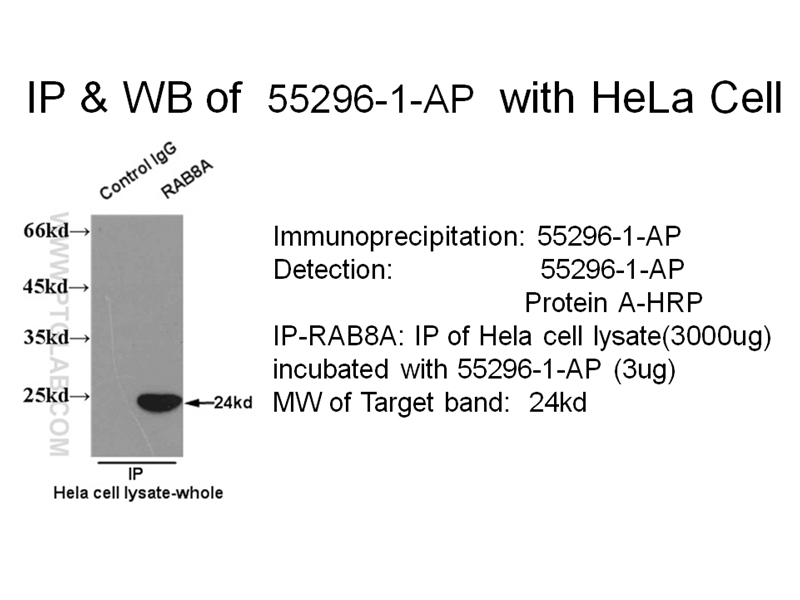 IP & WB of 55296-1-AP with HeLa Cell
Control IgG
RAB8A
66kd→
45kd→
35kd→
25kd→
←24kd
IP
Hela cell lysate-whole
WWW.PTGLAB.COM
Immunoprecipitation: 55296-1-AP
Detection: 55296-1-AP
Protein A-HRP
IP-RAB8A: IP of Hela cell lysate(3000ug)
incubated with 55296-1-AP (3ug)
MW of Target band: 24kd